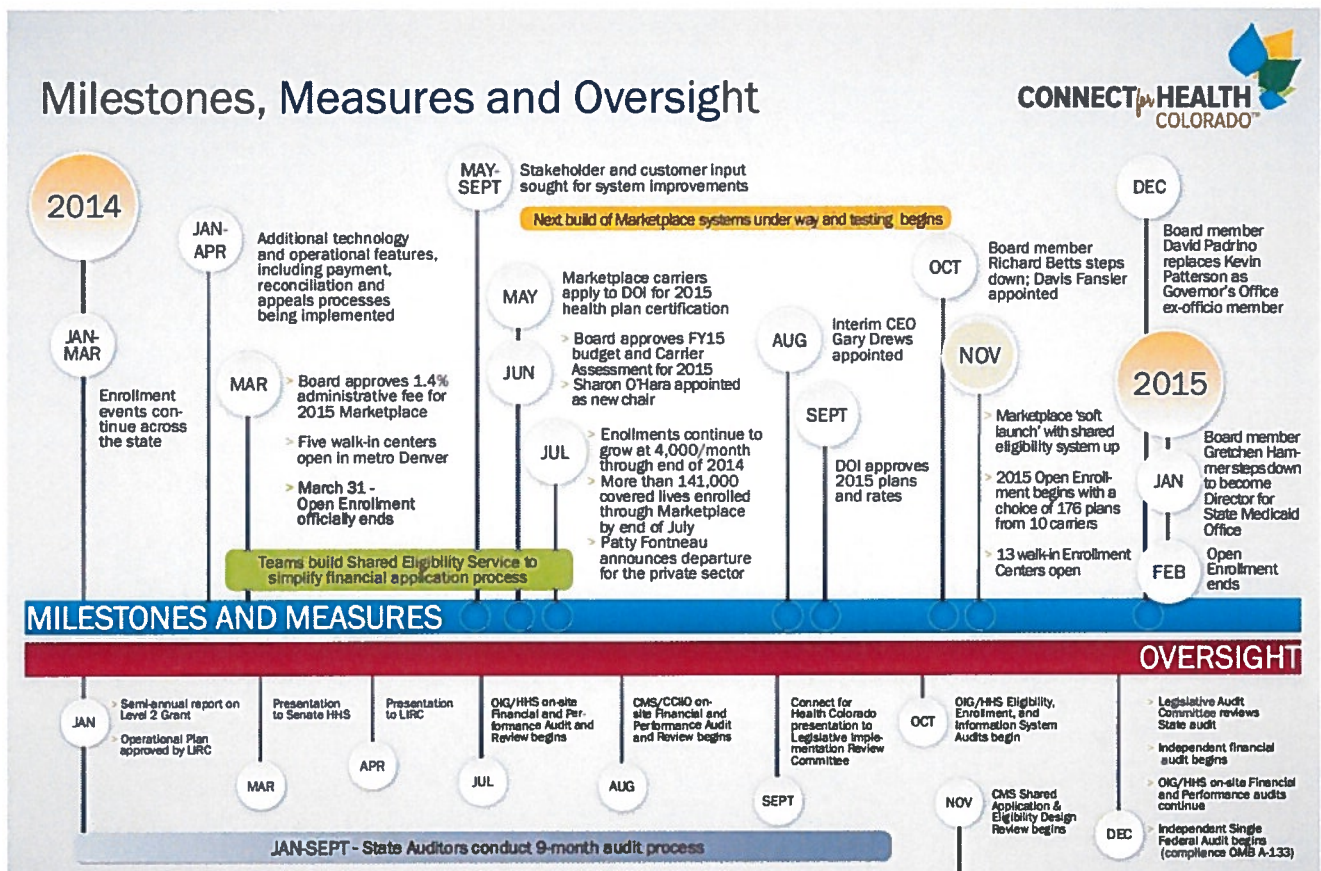 Milestones, Measures and Oversight
CONNECT for HEALTH
COLORADO™
2014
JAN-
MAR
Enrollment
events con-
tinue across
the state
JAN-
APR
Additional technology
and operational features,
including payment,
reconciliation and
appeals processes
being implemented
MAR
> Board approves 1.4%
administrative fee for
2015 Marketplace
> Five walk-in centers
open in metro Denver
> March 31 -
Open Enrollment
officially ends
Teams build Shared Eligibility Service to
simplify financial application process
MAY-
SEPT
Stakeholder and customer input
sought for system improvements
Next build of Marketplace systems under way and testing begins
MAY
Marketplace carriers
apply to DOI for 2015
health plan certification
JUN
> Board approves FY15
budget and Carrier
Assessment for 2015
> Sharon O'Hara appointed
as new chair
JUL
> Enollments continue to
grow at 4,000/month
through end of 2014
> More than 141,000
covered lives enrolled
through Marketplace
by end of July
> Patty Fontneau
announces departure
for the private sector
AUG
Interim CEO
Gary Drews
appointed
SEPT
DOI approves
2015 plans
and rates
OCT
Board member
Richard Betts steps
down; Davis Fansler
appointed
NOV
> Marketplace 'soft
launch' with shared
eligibility system up
> 2015 Open Enroll-
ment begins with a
choice of 176 plans
from 10 carriers
> 13 walk-in Enrollment
Centers open
DEC
Board member
David Padrino
replaces Kevin
Patterson as
Governor's Office
ex-officio member
2015
JAN
Board member
Gretchen Ham-
mer steps down
to become
Director for
State Medicaid
Office
FEB
Open
Enrollment
ends
MILESTONES AND MEASURES
OVERSIGHT
JAN
> Semi-annual report on
Level 2 Grant
> Operational Plan
approved by LIRC
MAR
Presentation
to Senate HHS
APR
Presentation
to LIRC
JUL
OIG/HHS on-site
Financial and Per-
formance Audit and
Review begins
AUG
CMS/CCIIO on-
site Financial and
Performance Audit
and Review begins
SEPT
Connect for
Health Colorado
presentation to
Legislative Imple-
mentation Review
Committee
OCT
OIG/HHS Eligibility,
Enrollment, and
Information System
Audits begin
NOV
CMS Shared
Application &
Eligibility Design
Review begins
DEC
> Legislative Audit
Committee reviews
State audit
> Independent financial
audit begins
> OIG/HHS on-site Financial
and Performance audits
continue
> Independent Single
Federal Audit begins
(compliance OMB A-133)
JAN-SEPT - State Auditors conduct 9-month audit process